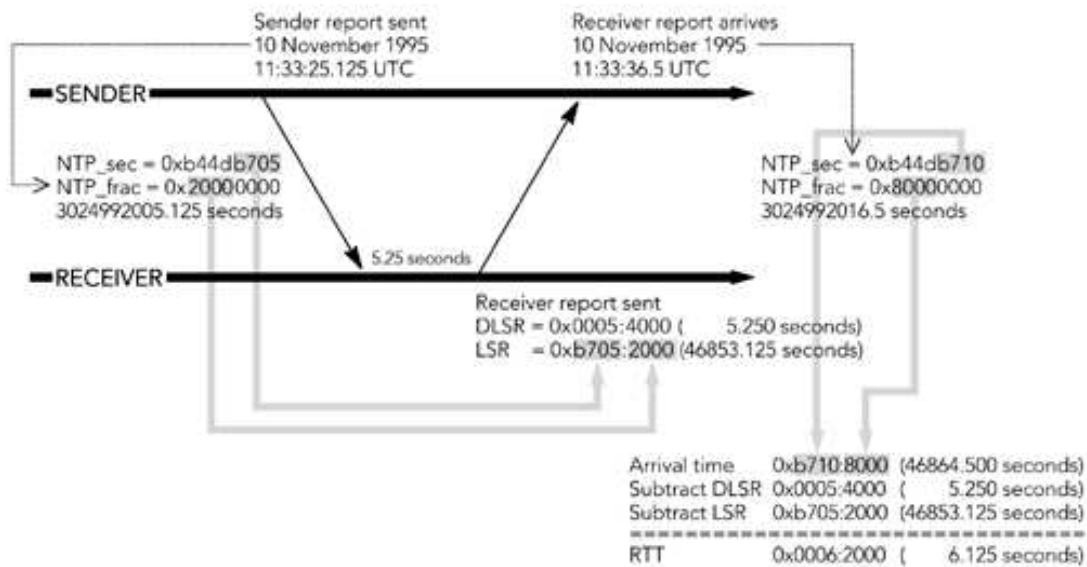 Sender report sent
10 November 1995
11:33:25.125 UTC
Receiver report arrives
10 November 1995
11:33:36.5 UTC
SENDER
NTP_sec = 0xb44db705
NTP_frac = 0x20000000
3024992005.125 seconds
NTP_sec = 0xb44db710
NTP_frac = 0x80000000
3024992016.5 seconds
5.25 seconds
RECEIVER
Receiver report sent
DLSR = 0x0005:4000 ( 5.250 seconds)
LSR = 0xb705:2000 (46853.125 seconds)
Arrival time 0xb710:8000 (46864.500 seconds)
Subtract DLSR 0x0005:4000 ( 5.250 seconds)
Subtract LSR 0xb705:2000 (46853.125 seconds)
RTT 0x0006:2000 ( 6.125 seconds)